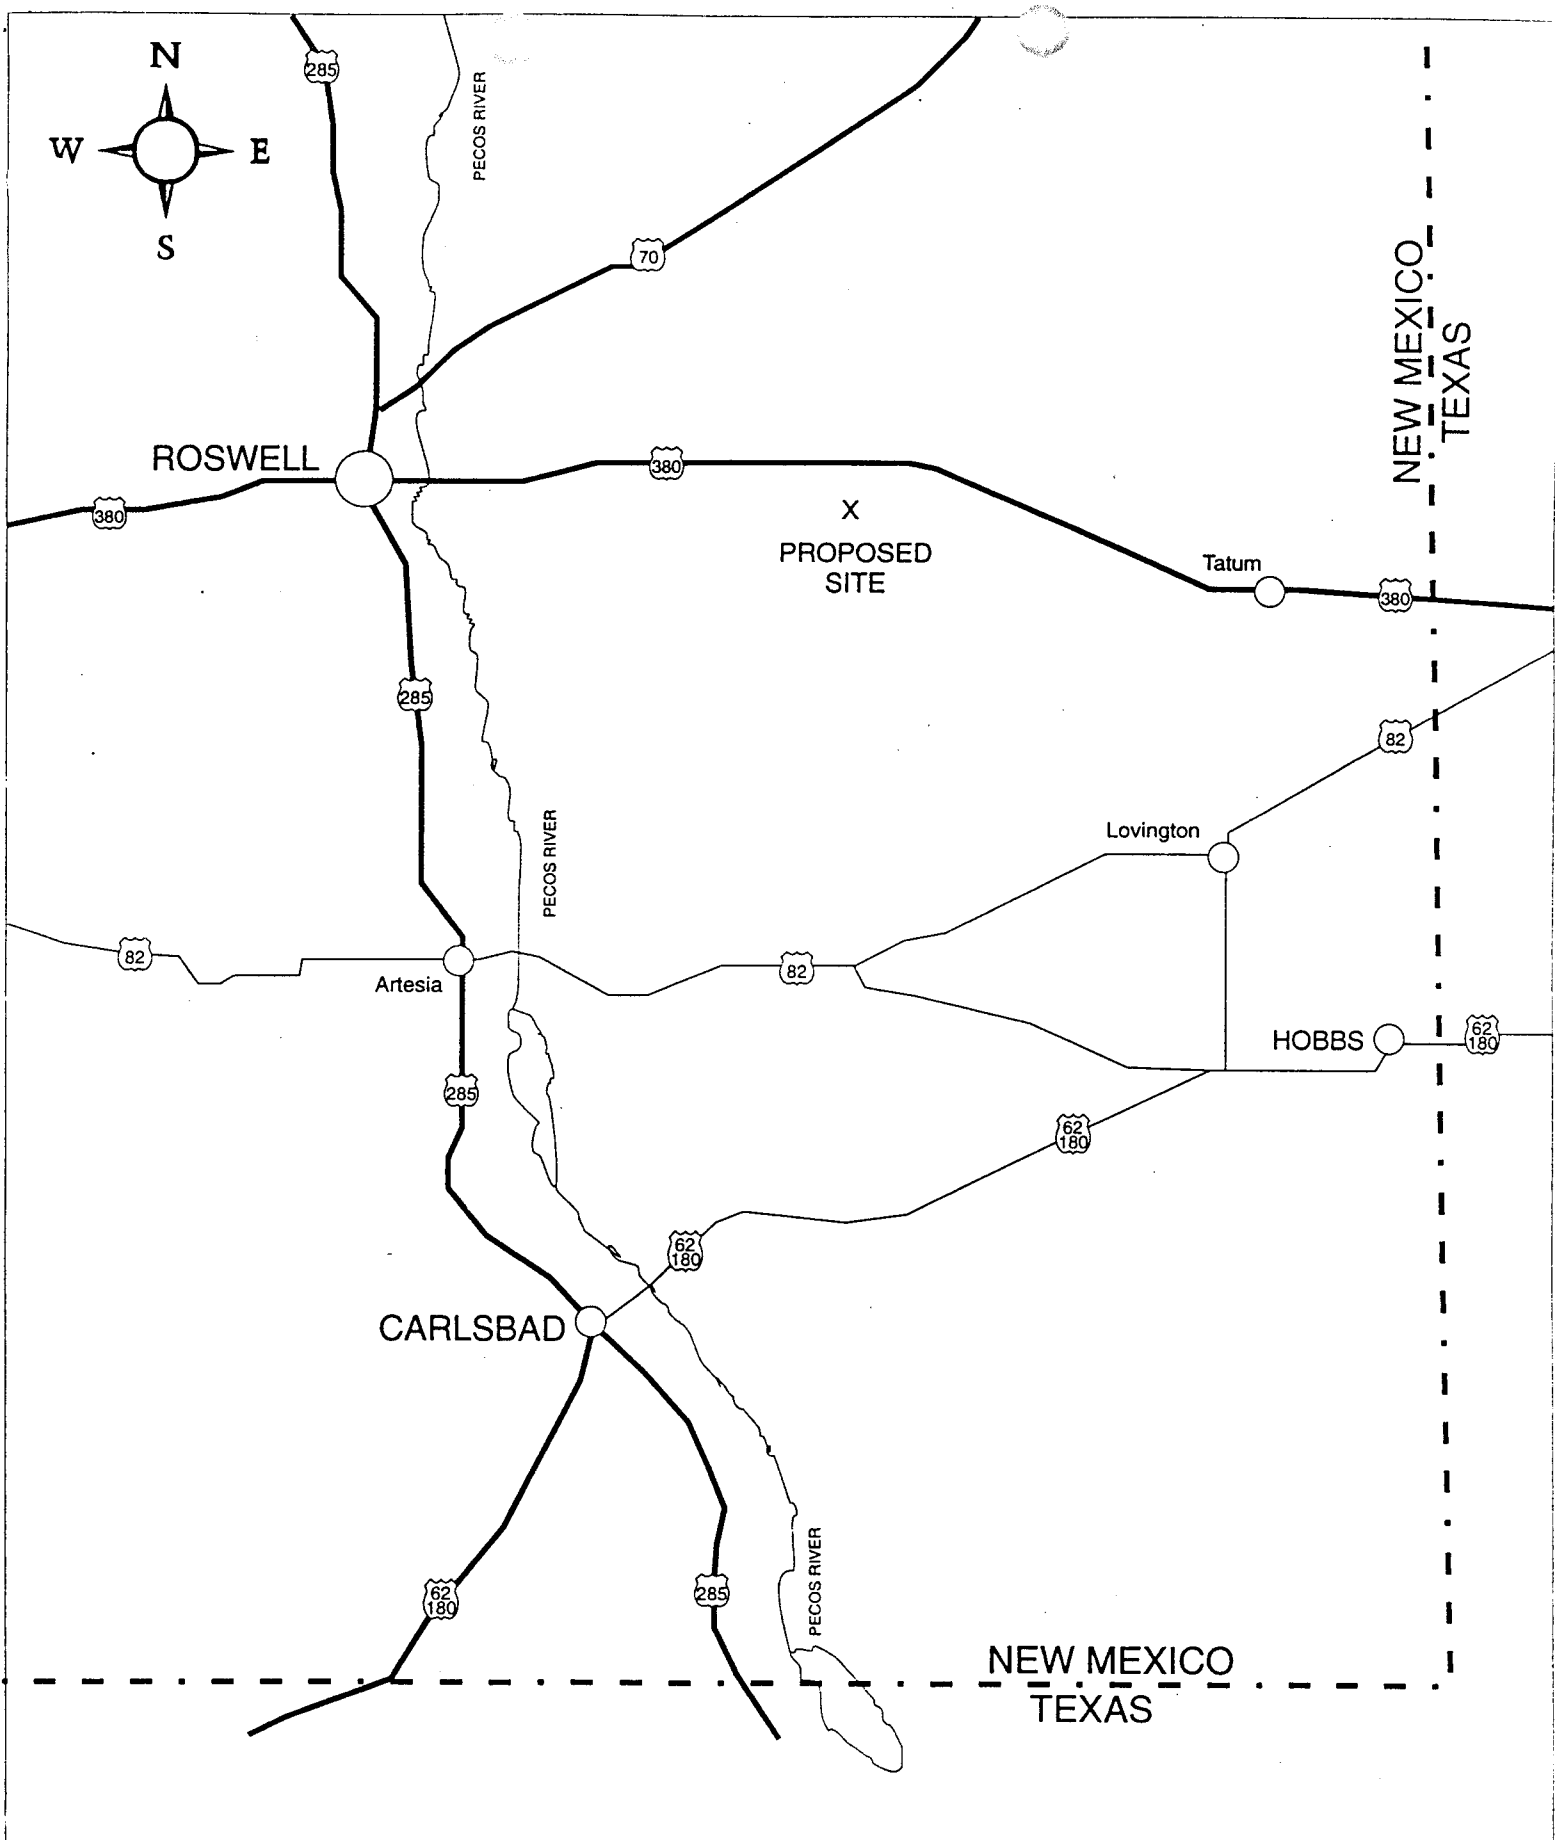 N
W E
S
285
PECOS RIVER
70
NEW MEXICO
TEXAS
ROSWELL
380
380
X
PROPOSED
SITE
Tatum
380
285
82
Lovington
PECOS RIVER
82
Artesia
82
HOBBS
62
180
285
62
180
62
180
CARLSBAD
PECOS RIVER
62
180
285
NEW MEXICO
TEXAS